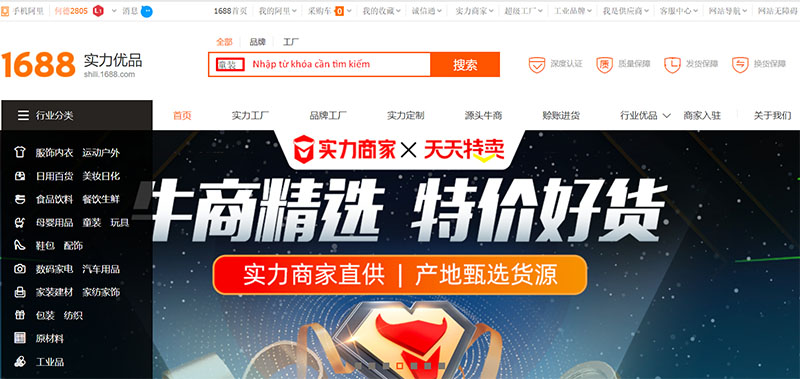 手机阿里 何德2805 L1 消息
1688首页 我的阿里 采购车0 我的收藏 诚信通 实力商家 超级工厂 工业品牌 我是供应商 客服中心 网站导航 网站无障碍
全部 品牌 工厂
1688 实力优品
shili.1688.com
童装 Nhập từ khóa cần tìm kiếm 搜索
深度认证 质量保障 发货保障 换货保障
行业分类 首页 实力工厂 品牌工厂 实力定制 源头牛商 赊账进货 行业优品 商家入驻 关于我们
实力商家 × 天天特卖
牛商精选 特价好货
实力商家直供 | 产地甄选货源
服饰内衣 运动户外
日用百货 美妆日化
食品饮料 餐饮生鲜
母婴用品 童装 玩具
鞋包 配饰
数码家电 汽车用品
家装建材 家纺家饰
包装 纺织
原材料
工业品